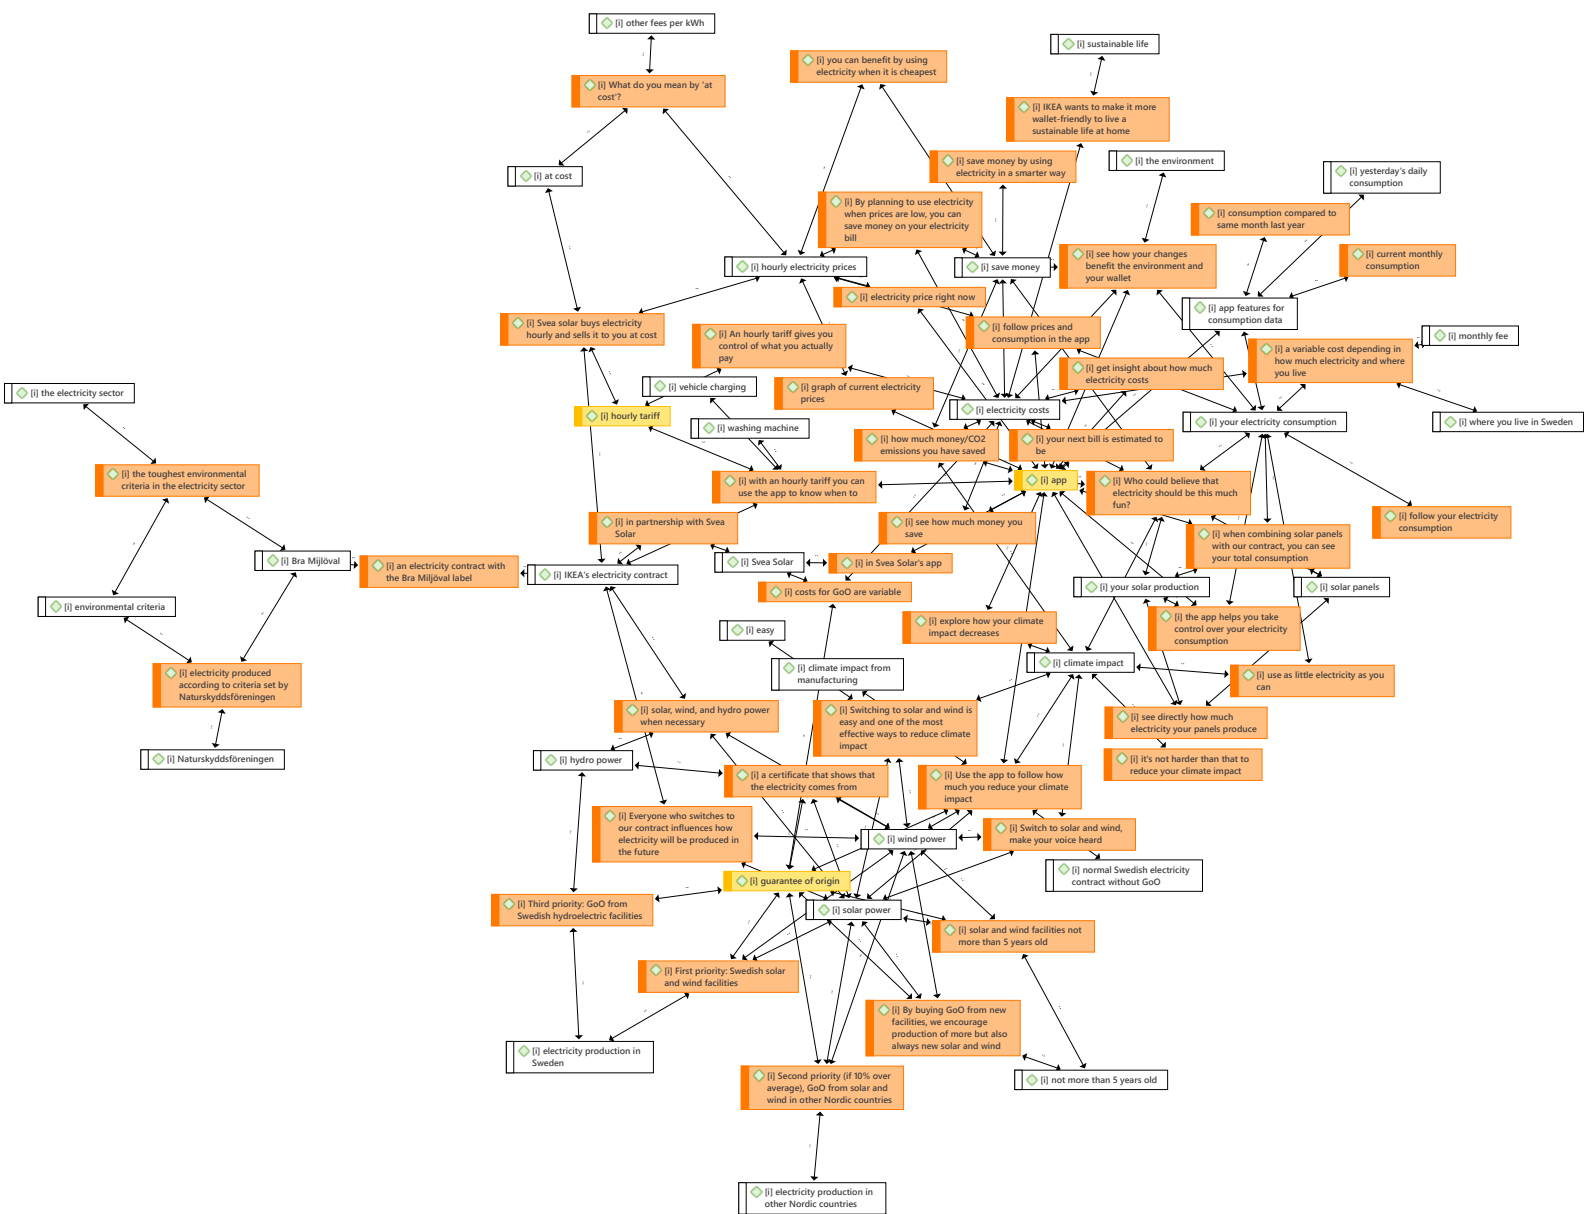 [i] other fees per kWh
[i] sustainable life
[i] you can benefit by using
electricity when it is cheapest
[i] What do you mean by 'at
cost'?
[i] IKEA wants to make it more
wallet-friendly to live a
sustainable life at home
[i] save money by using
electricity in a smarter way
[i] the environment
[i] at cost
[i] yesterday's daily
consumption
[i] By planning to use electricity
when prices are low, you can
save money on your electricity
bill
[i] consumption compared to
same month last year
[i] hourly electricity prices
[i] save money
[i] see how your changes
benefit the environment and
your wallet
[i] current monthly
consumption
[i] electricity price right now
[i] app features for
consumption data
[i] Svea solar buys electricity
hourly and sells it to you at cost
[i] An hourly tariff gives you
control of what you actually
pay
[i] follow prices and
consumption in the app
[i] monthly fee
[i] a variable cost depending in
how much electricity and where
you live
[i] get insight about how much
electricity costs
[i] the electricity sector
[i] vehicle charging
[i] graph of current electricity
prices
[i] hourly tariff
[i] electricity costs
[i] your electricity consumption
[i] where you live in Sweden
[i] washing machine
[i] how much money/CO2
emissions you have saved
[i] your next bill is estimated to
be
[i] the toughest environmental
criteria in the electricity sector
[i] with an hourly tariff you can
use the app to know when to
[i] app
[i] Who could believe that
electricity should be this much
fun?
[i] in partnership with Svea
Solar
[i] see how much money you
save
[i] follow your electricity
consumption
[i] when combining solar panels
with our contract, you can see
your total consumption
[i] Bra Mijlöval
[i] an electricity contract with
the Bra Miljöval label
[i] IKEA's electricity contract
[i] Svea Solar
[i] in Svea Solar's app
[i] costs for GoO are variable
[i] your solar production
[i] solar panels
[i] environmental criteria
[i] easy
[i] explore how your climate
impact decreases
[i] the app helps you take
control over your electricity
consumption
[i] climate impact from
manufacturing
[i] climate impact
[i] electricity produced
according to criteria set by
Naturskyddsföreningen
[i] use as little electricity as you
can
[i] solar, wind, and hydro power
when necessary
[i] Switching to solar and wind is
easy and one of the most
effective ways to reduce climate
impact
[i] see directly how much
electricity your panels produce
[i] Naturskyddsföreningen
[i] hydro power
[i] it's not harder than that to
reduce your climate impact
[i] a certificate that shows that
the electricity comes from
[i] Use the app to follow how
much you reduce your climate
impact
[i] Everyone who switches to
our contract influences how
electricity will be produced in
the future
[i] wind power
[i] Switch to solar and wind,
make your voice heard
[i] normal Swedish electricity
contract without GoO
[i] guarantee of origin
[i] Third priority: GoO from
Swedish hydroelectric facilities
[i] solar power
[i] solar and wind facilities not
more than 5 years old
[i] First priority: Swedish solar
and wind facilities
[i] By buying GoO from new
facilities, we encourage
production of more but also
always new solar and wind
[i] electricity production in
Sweden
[i] not more than 5 years old
[i] Second priority (if 10% over
average), GoO from solar and
wind in other Nordic countries
[i] electricity production in
other Nordic countries